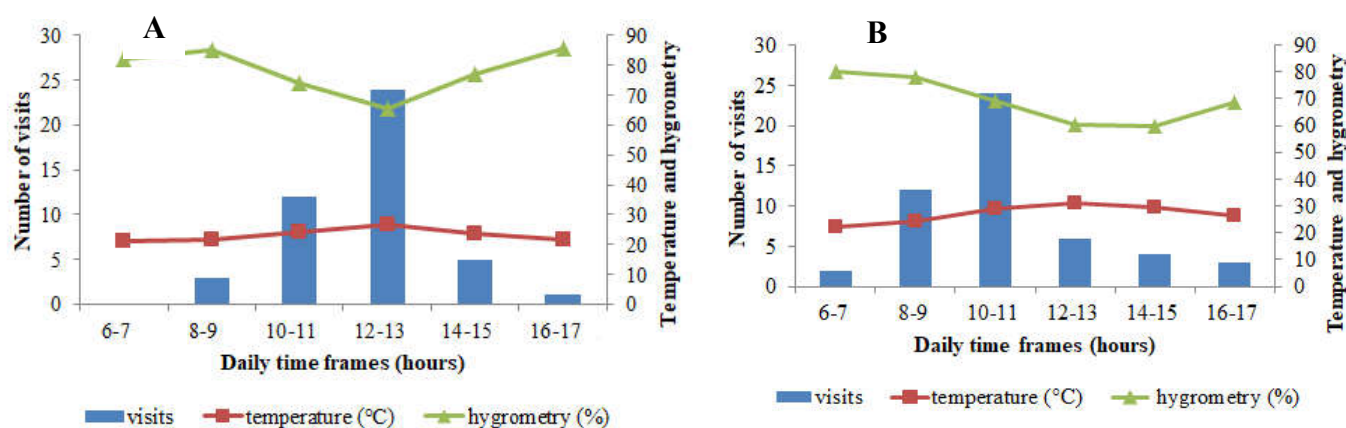 A
30
25
20
15
10
5
0
Number of visits
90
80
70
60
50
40
30
20
10
0
Temperature and hygrometry
6-7 8-9 10-11 12-13 14-15 16-17
Daily time frames (hours)
visits temperature (°C) hygrometry (%)
B
30
25
20
15
10
5
0
Number of visits
90
80
70
60
50
40
30
20
10
0
Temperature and hygrometry
6-7 8-9 10-11 12-13 14-15 16-17
Daily time frames (hours)
visits temperature (°C) hygrometry (%)